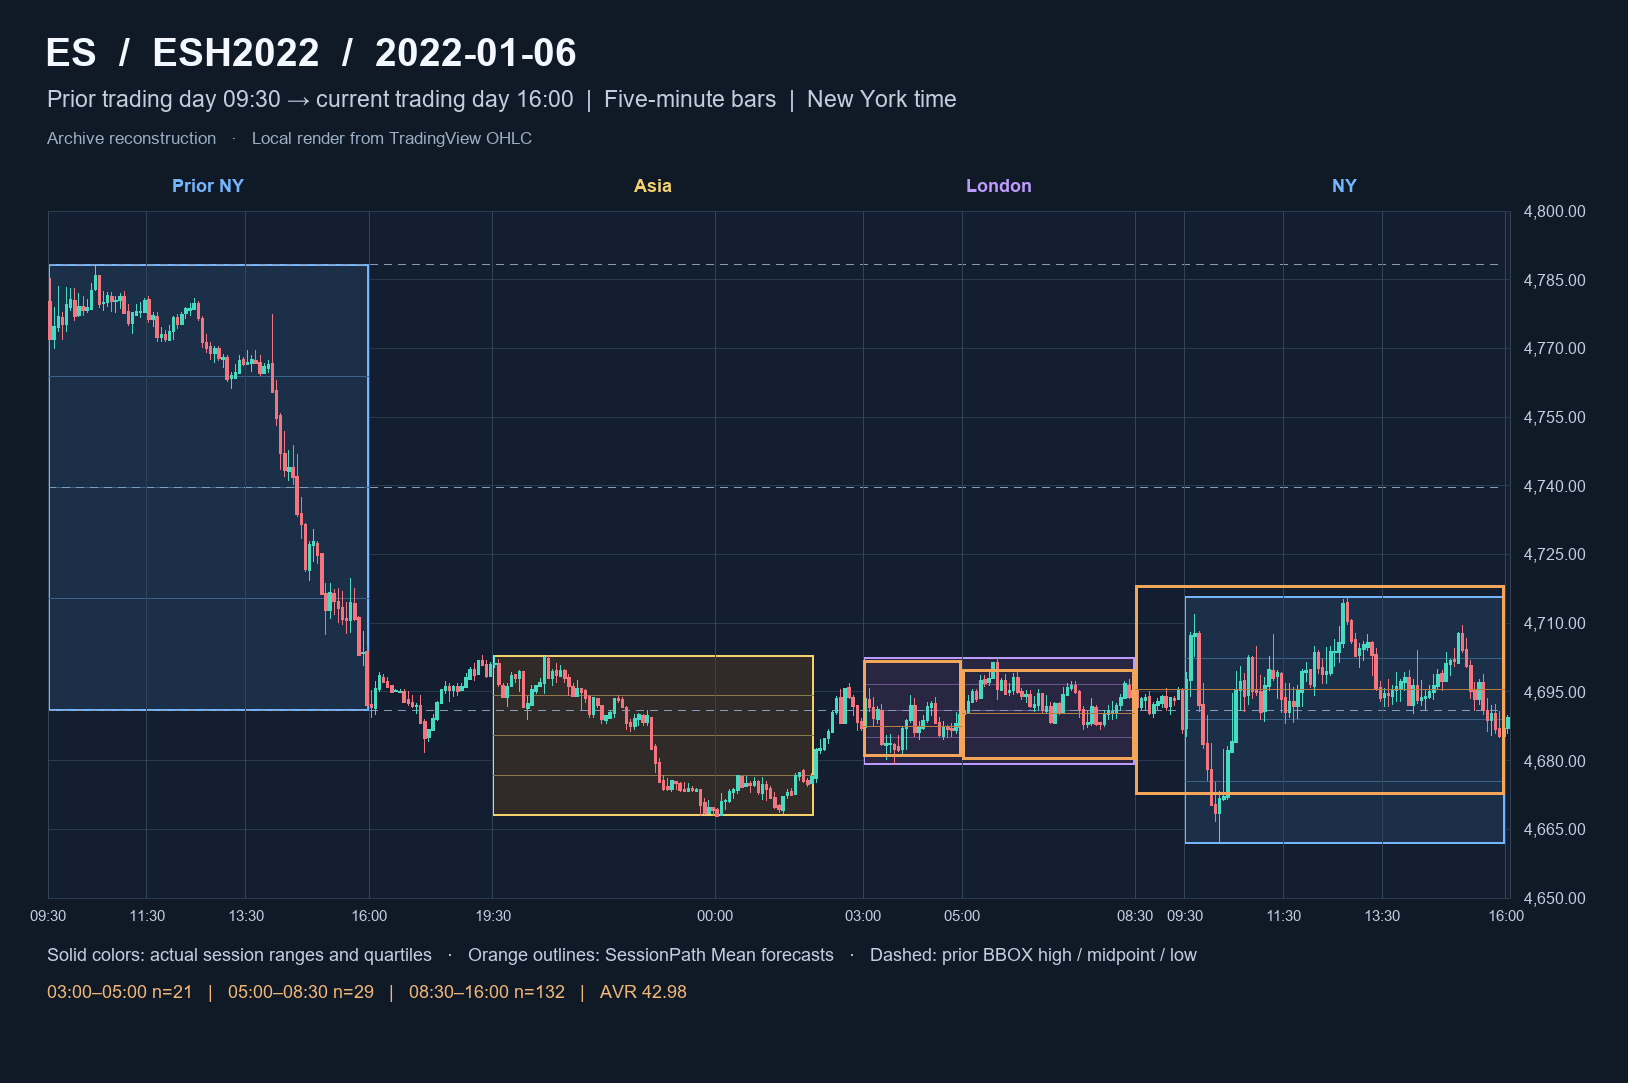 ES / ESH2022 / 2022-01-06
Prior trading day 09:30 → current trading day 16:00 | Five-minute bars | New York time
Archive reconstruction · Local render from TradingView OHLC
Prior NY Asia London NY
4,800.00
4,785.00
4,770.00
4,755.00
4,740.00
4,725.00
4,710.00
4,695.00
4,680.00
4,665.00
4,650.00
09:30 11:30 13:30 16:00 19:30 00:00 03:00 05:00 08:30 09:30 11:30 13:30 16:00
Solid colors: actual session ranges and quartiles · Orange outlines: SessionPath Mean forecasts · Dashed: prior BBOX high / midpoint / low
03:00–05:00 n=21 | 05:00–08:30 n=29 | 08:30–16:00 n=132 | AVR 42.98